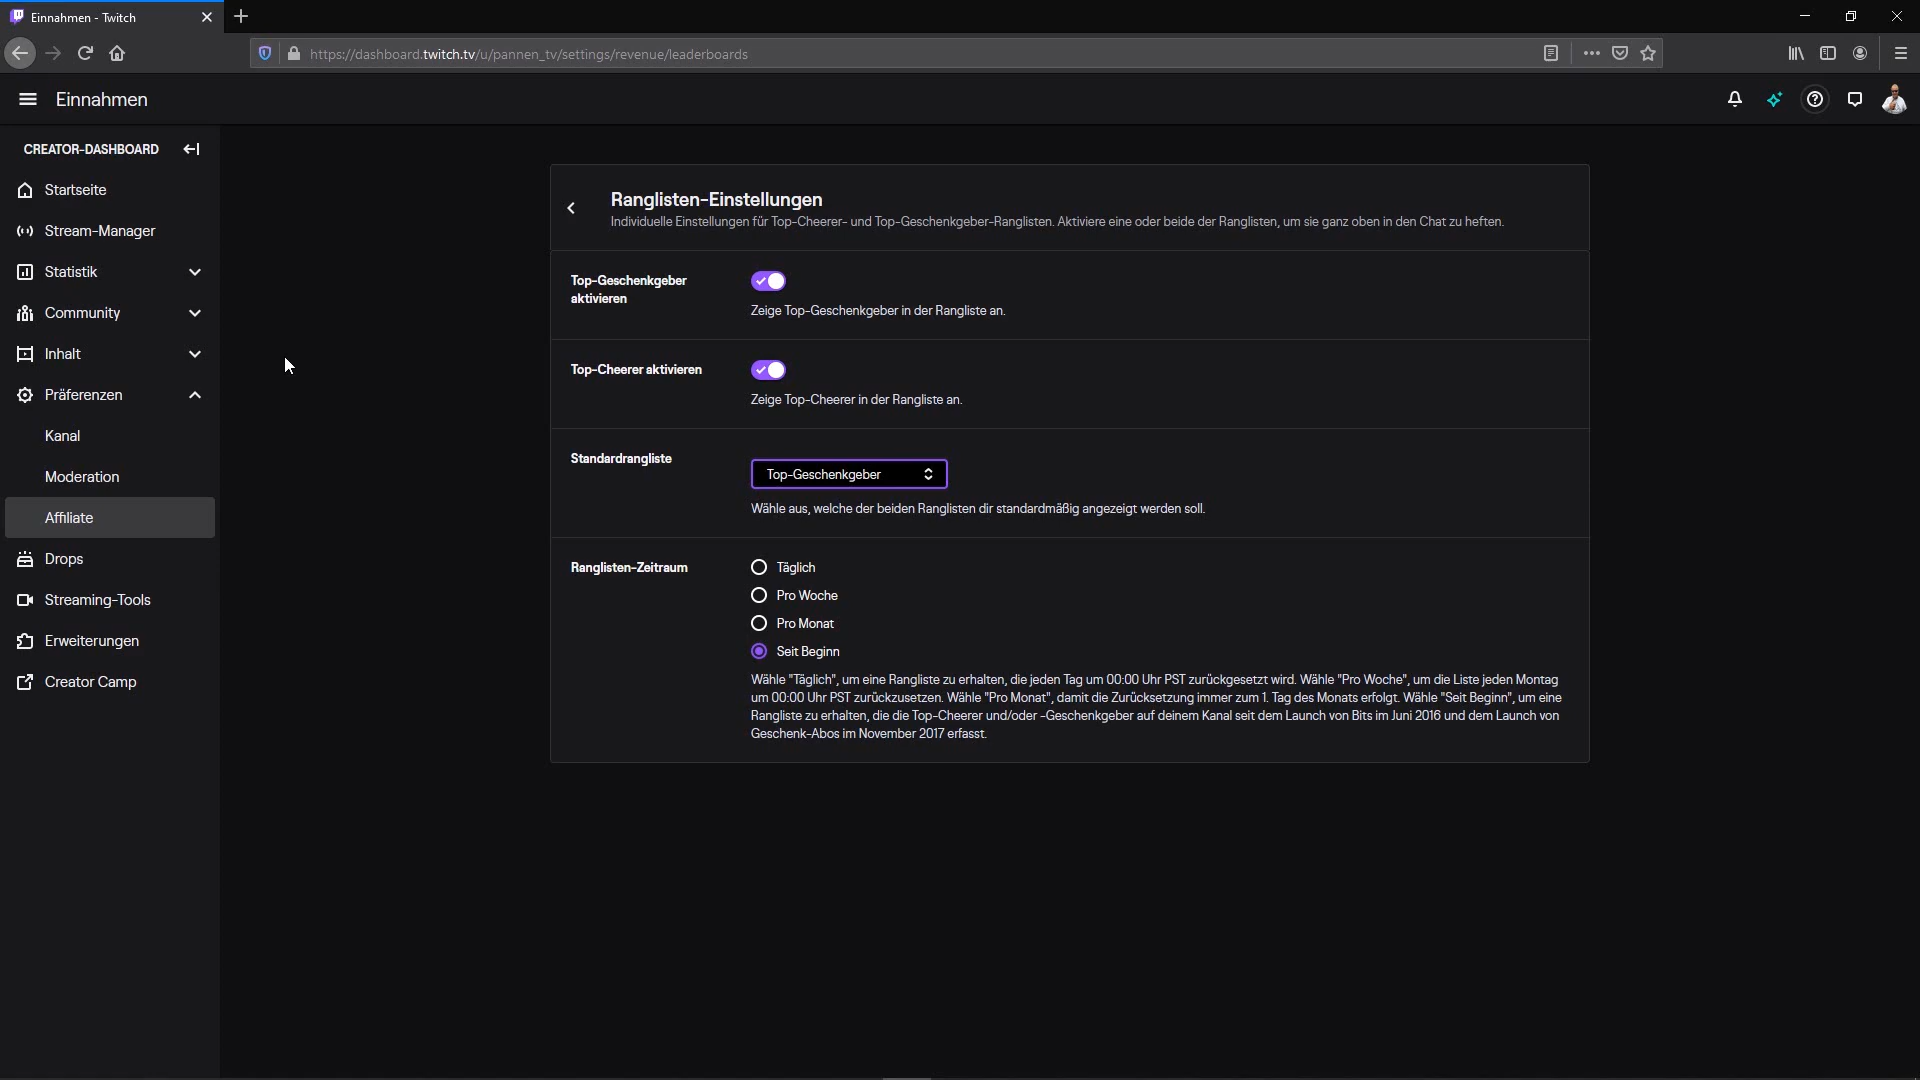 Einnahmen - Twitch
https://dashboard.twitch.tv/u/pannen_tv/settings/revenue/leaderboards
Einnahmen
CREATOR-DASHBOARD
Startseite
Stream-Manager
Statistik
Community
Inhalt
Präferenzen
Kanal
Moderation
Affiliate
Drops
Streaming-Tools
Erweiterungen
Creator Camp
Ranglisten-Einstellungen
Individuelle Einstellungen für Top-Cheerer- und Top-Geschenkgeber-Ranglisten. Aktiviere eine oder beide der Ranglisten, um sie ganz oben in den Chat zu heften.
Top-Geschenkgeber
aktivieren
Zeige Top-Geschenkgeber in der Rangliste an.
Top-Cheerer aktivieren
Zeige Top-Cheerer in der Rangliste an.
Standardrangliste
Top-Geschenkgeber
Wähle aus, welche der beiden Ranglisten dir standardmäßig angezeigt werden soll.
Ranglisten-Zeitraum
Täglich
Pro Woche
Pro Monat
Seit Beginn
Wähle "Täglich", um eine Rangliste zu erhalten, die jeden Tag um 00:00 Uhr PST zurückgesetzt wird. Wähle "Pro Woche", um die Liste jeden Montag
um 00:00 Uhr PST zurückzusetzen. Wähle "Pro Monat", damit die Zurücksetzung immer zum 1. Tag des Monats erfolgt. Wähle "Seit Beginn", um eine
Rangliste zu erhalten, die die Top-Cheerer und/oder -Geschenkgeber auf deinem Kanal seit dem Launch von Bits im Juni 2016 und dem Launch von
Geschenk-Abos im November 2017 erfasst.